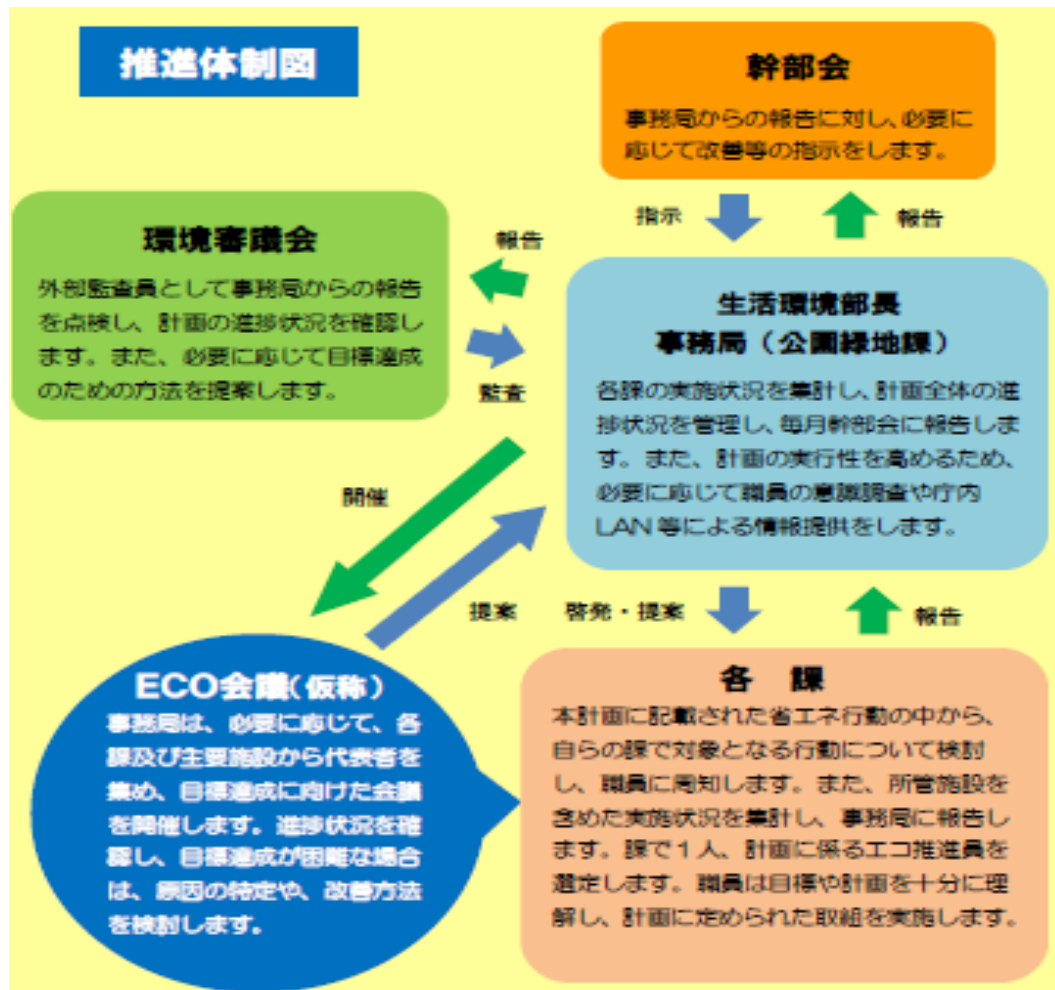 推進体制図
幹部会
事務局からの報告に対し、必要に
応じて改善等の指示をします。
指示
報告
環境審議会
外部監査員として事務局からの報告
を点検し、計画の進捗状況を確認し
ます。また、必要に応じて目標達成
のための方法を提案します。
報告
監査
生活環境部長
事務局（公園緑地課）
各課の実施状況を集計し、計画全体の進
捗状況を管理し、毎月幹部会に報告しま
す。また、計画の実行性を高めるため、
必要に応じて職員の意識調査や庁内
LAN 等による情報提供をします。
開催
提案
啓発・提案
報告
ECO会議（仮称）
事務局は、必要に応じて、各
課及び主要施設から代表者を
集め、目標達成に向けた会議
を開催します。進捗状況を確
認し、目標達成が困難な場合
は、原因の特定や、改善方法
を検討します。
各 課
本計画に記載された省エネ行動の中から、
自らの課で対象となる行動について検討
し、職員に周知します。また、所管施設を
含めた実施状況を集計し、事務局に報告し
ます。課で１人、計画に係るエコ推進員を
選定します。職員は目標や計画を十分に理
解し、計画に定められた取組を実施します。